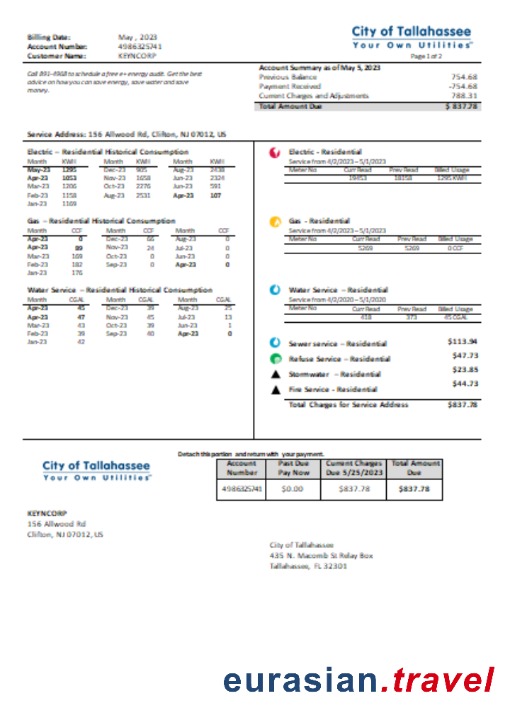 Billing Date: May , 2023
Account Number: 4986325741
Customer Name: KEYNCORP
City of Tallahassee
Your Own Utilities
Page 1 of 2
Call 891-4968 to schedule a free e+ energy audit. Get the best
advice on how you can save energy, save water and save
money.
Account Summary as of May 5, 2023
Previous Balance 754.68
Payment Received -754.68
Current Charges and Adjustments 788.31
Total Amount Due $ 837.78
Service Address: 156 Allwood Rd, Clifton, NJ 07012, US
Electric – Residential Historical Consumption
Month KWH Month KWH Month KWH
May-23 1295 Dec-23 905 Aug-23 2438
Apr-23 1653 Nov-23 1658 Jun-23 2324
Mar-23 1206 Oct-23 2276 Jun-23 591
Feb-23 1158 Aug-23 2531 Apr-23 107
Jan-23 1169
Electric - Residential
Service from 4/2/2023 – 5/1/2023
Meter No Curr Read Prev Read Billed Usage
19453 18158 1295 KWH
Gas – Residential Historical Consumption
Month CCF Month CCF Month CCF
Apr-23 0 Dec-23 66 Aug-23 0
Apr-23 89 Nov-23 24 Jul-23 0
Mar-23 169 Oct-23 0 Jun-23 0
Feb-23 182 Sep-23 0 Apr-23 0
Jan-23 176
Gas - Residential
Service from 4/2/2023 – 5/1/2023
Meter No Curr Read Prev Read Billed Usage
5269 5269 0 CCF
Water Service – Residential Historical Consumption
Month CGAL Month CGAL Month CGAL
Apr-23 45 Dec-23 39 Aug-23 25
Apr-23 47 Nov-23 45 Jul-23 13
Mar-23 43 Oct-23 39 Jun-23 1
Feb-23 39 Sep-23 40 Apr-23 0
Jan-23 42
Water Service – Residential
Service from 4/2/2020 – 5/1/2020
Meter No Curr Read Prev Read Billed Usage
418 373 45 CGAL
Sewer service – Residential $113.94
Refuse Service – Residential $47.73
Stormwater – Residential $23.85
Fire Service - Residential $44.73
Total Charges for Service Address $837.78
Detach this portion and return with your payment.
City of Tallahassee
Your Own Utilities
Account Number Past Due Pay Now Current Charges Due 5/25/2023 Total Amount Due
4986325741 $0.00 $837.78 $837.78
KEYNCORP
156 Allwood Rd
Clifton, NJ 07012, US
City of Tallahassee
435 N. Macomb St Relay Box
Tallahassee, FL 32301
eurasian.travel